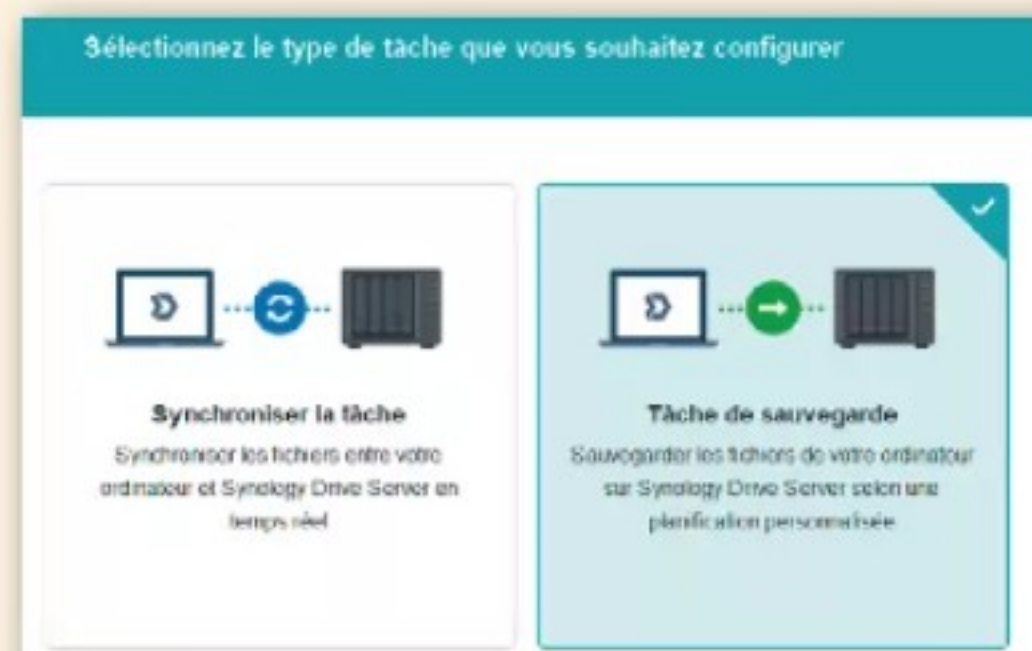 Sélectionnez le type de tâche que vous souhaitez configurer
Synchroniser la tâche
Synchroniser les fichiers entre votre
ordinateur et Synology Drive Server en
temps réel
Tâche de sauvegarde
Sauvegarder les fichiers de votre ordinateur
sur Synology Drive Server selon une
planification personnalisée